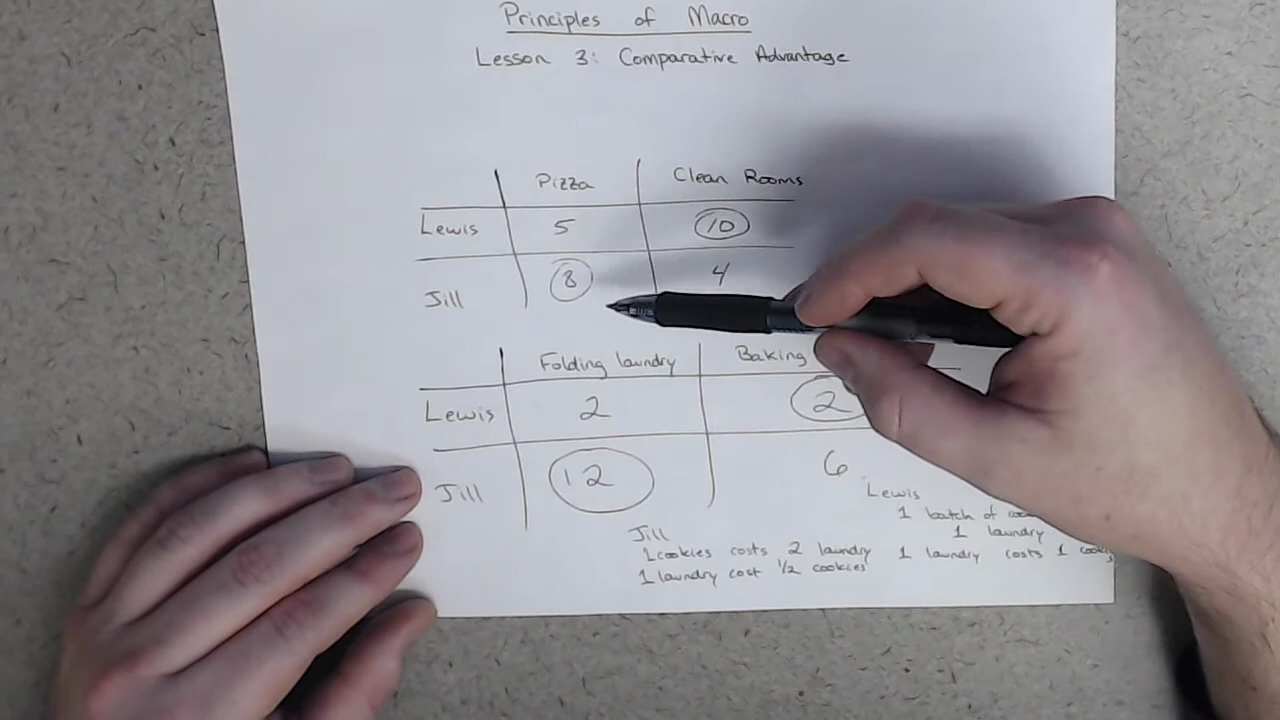 Principles of Macro
Lesson 3: Comparative Advantage
Pizza Clean Rooms
Lewis 5 10
Jill 8 4
Folding laundry Baking
Lewis 2 2
Jill 12 6
Lewis
1 batch of
1 laundry
1 laundry costs 1
Jill
1 cookies costs 2 laundry
1 laundry cost 1/2 cookies